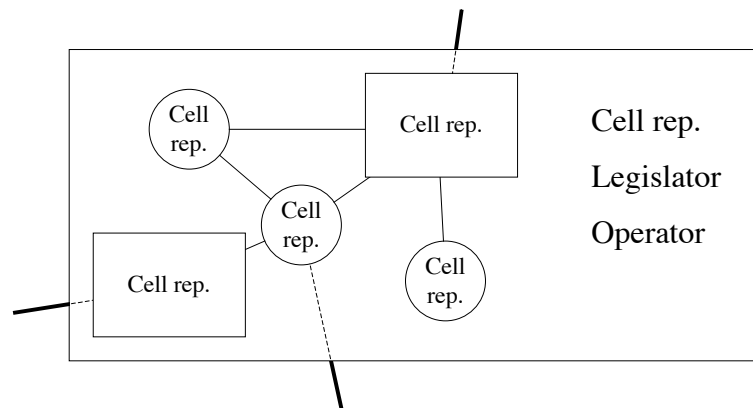 Cell
rep.
Cell rep.
Cell
rep.
Cell rep.
Cell
rep.
Cell rep.
Legislator
Operator